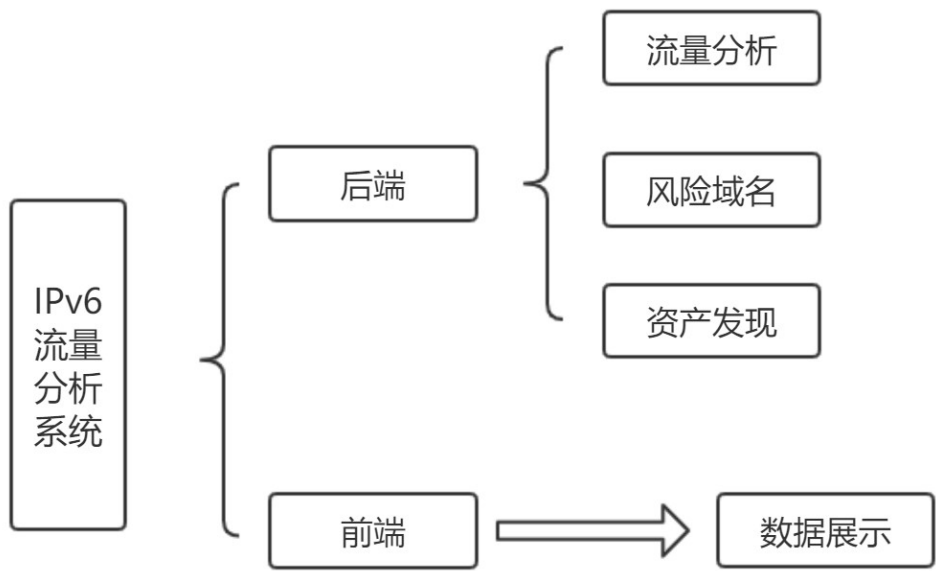 IPv6
流量
分析
系统
后端
流量分析
风险域名
资产发现
前端
数据展示